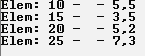 Elem: 10 - - 5,5
Elem: 15 - - 3,5
Elem: 20 - - 5,2
Elem: 25 - - 7,3